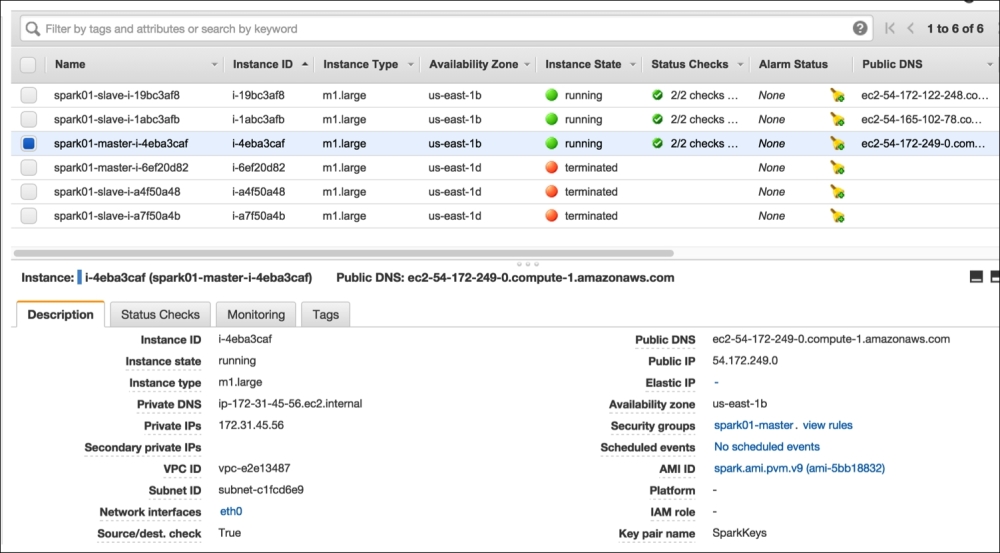 Filter by tags and attributes or search by keyword ? 1 to 6 of 6
Name Instance ID Instance Type Availability Zone Instance State Status Checks Alarm Status Public DNS
spark01-slave-i-19bc3af8 i-19bc3af8 m1.large us-east-1b running 2/2 checks ... None ec2-54-172-122-248.co...
spark01-slave-i-1abc3afb i-1abc3afb m1.large us-east-1b running 2/2 checks ... None ec2-54-165-102-78.co...
spark01-master-i-4eba3caf i-4eba3caf m1.large us-east-1b running 2/2 checks ... None ec2-54-172-249-0.com...
spark01-master-i-6ef20d82 i-6ef20d82 m1.large us-east-1d terminated None
spark01-slave-i-a4f50a48 i-a4f50a48 m1.large us-east-1d terminated None
spark01-slave-i-a7f50a4b i-a7f50a4b m1.large us-east-1d terminated None
Instance: i-4eba3caf (spark01-master-i-4eba3caf) Public DNS: ec2-54-172-249-0.compute-1.amazonaws.com
Description Status Checks Monitoring Tags
Instance ID i-4eba3caf Public DNS ec2-54-172-249-0.compute-1.amazonaws.com
Instance state running Public IP 54.172.249.0
Instance type m1.large Elastic IP -
Private DNS ip-172-31-45-56.ec2.internal Availability zone us-east-1b
Private IPs 172.31.45.56 Security groups spark01-master. view rules
Secondary private IPs Scheduled events No scheduled events
VPC ID vpc-e2e13487 AMI ID spark.ami.pvm.v9 (ami-5bb18832)
Subnet ID subnet-c1fcd6e9 Platform -
Network interfaces eth0 IAM role -
Source/dest. check True Key pair name SparkKeys